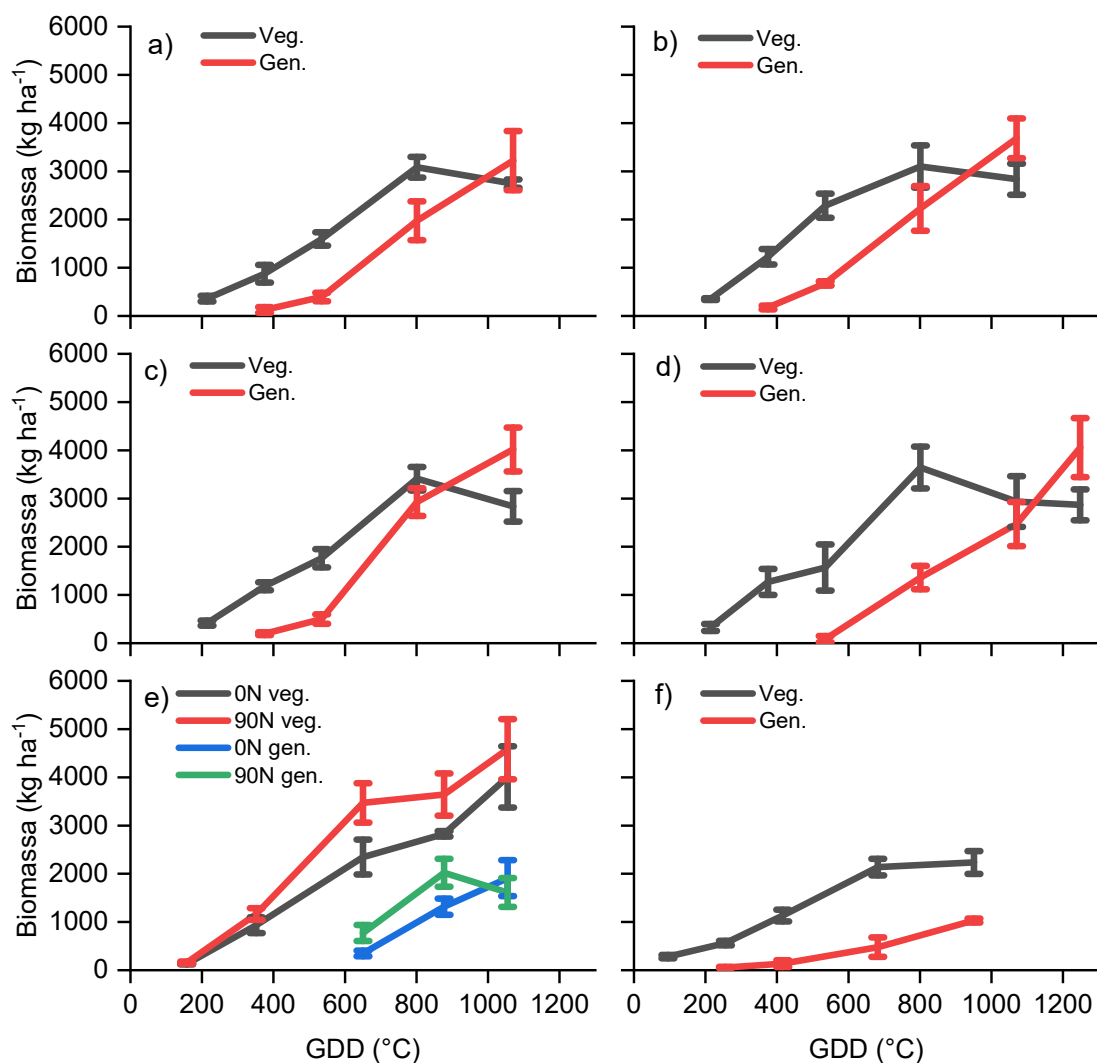 a)
Veg.
Gen.
b)
Veg.
Gen.
Biomassa (kg ha⁻¹)
6000
5000
4000
3000
2000
1000
0
c)
Veg.
Gen.
d)
Veg.
Gen.
Biomassa (kg ha⁻¹)
6000
5000
4000
3000
2000
1000
0
e)
0N veg.
90N veg.
0N gen.
90N gen.
f)
Veg.
Gen.
Biomassa (kg ha⁻¹)
6000
5000
4000
3000
2000
1000
0
0 200 400 600 800 1000 1200
0 200 400 600 800 1000 1200
GDD (°C)
GDD (°C)